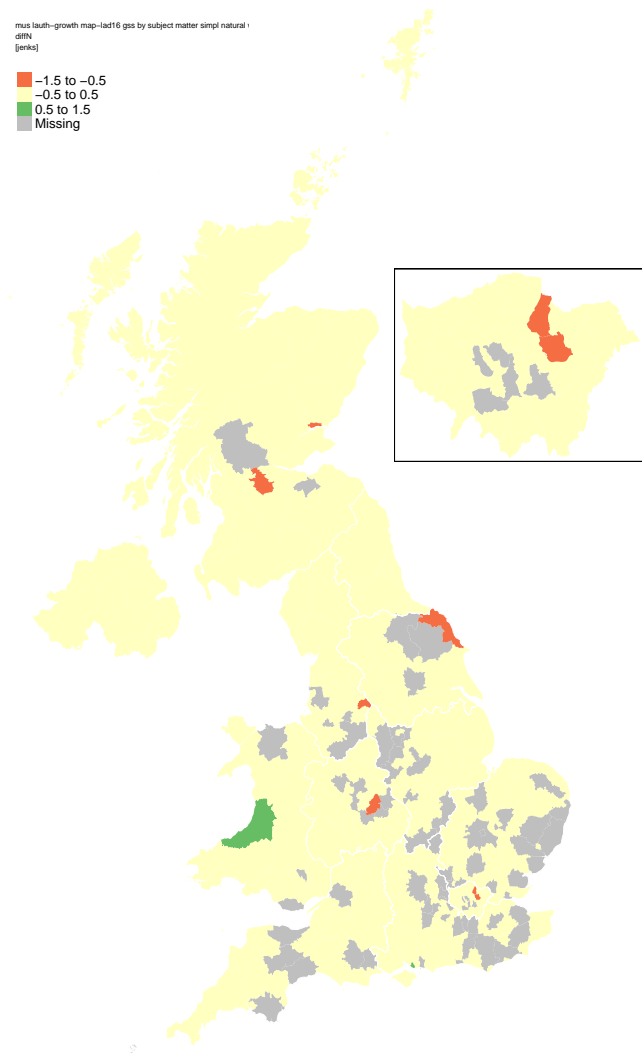 mus lauth−growth map−lad16 gss by subject matter simpl natural
diffN
[jenks]
−1.5 to −0.5
−0.5 to 0.5
0.5 to 1.5
Missing